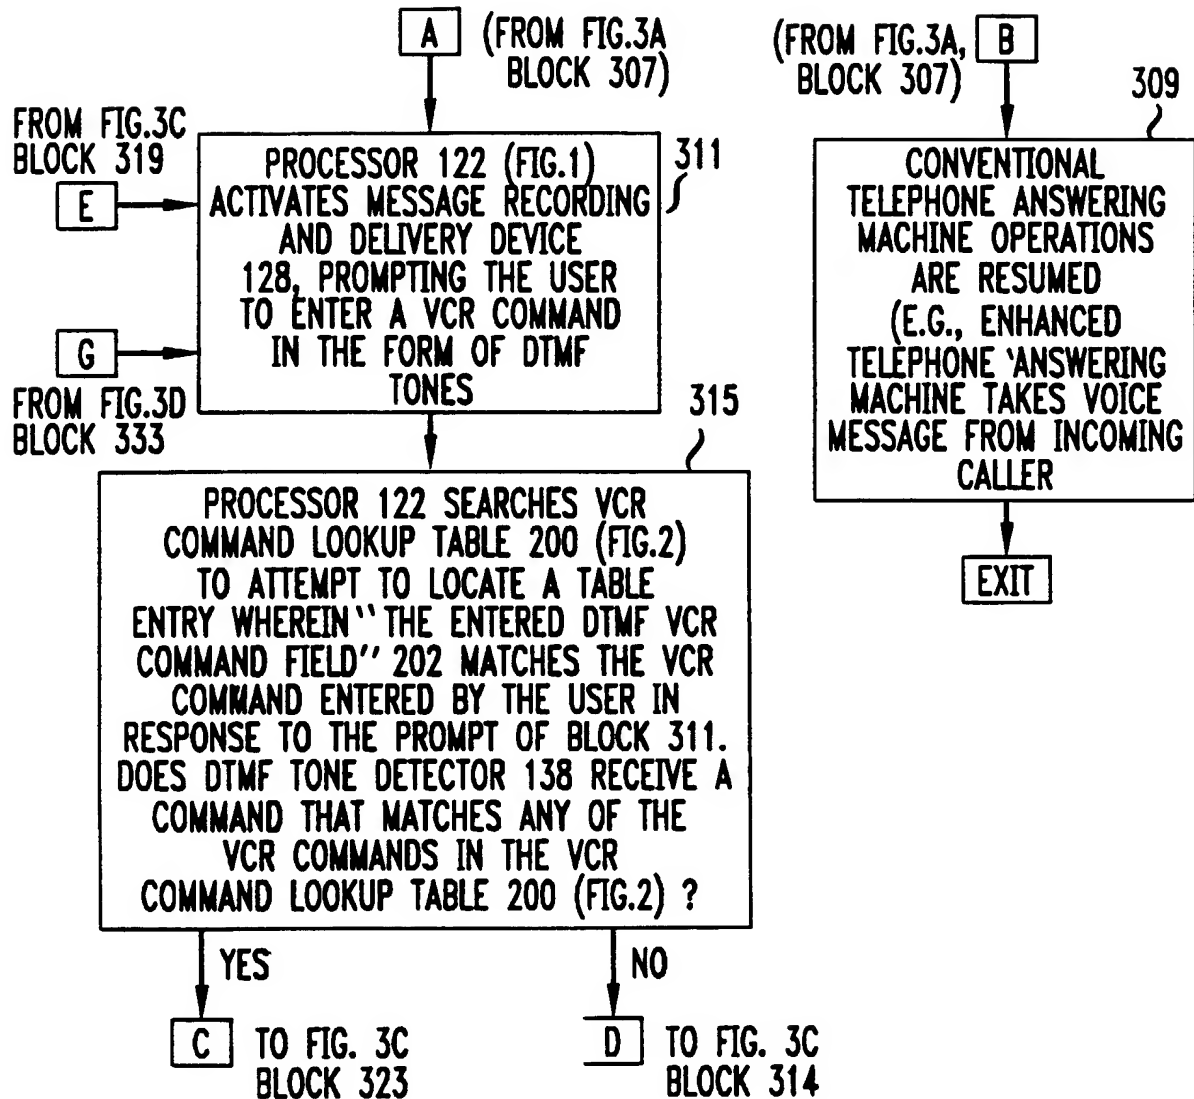 A (FROM FIG.3A
BLOCK 307)
FROM FIG.3C
BLOCK 319
E
G
FROM FIG.3D
BLOCK 333
311
PROCESSOR 122 (FIG.1)
ACTIVATES MESSAGE RECORDING
AND DELIVERY DEVICE
128, PROMPTING THE USER
TO ENTER A VCR COMMAND
IN THE FORM OF DTMF
TONES
315
PROCESSOR 122 SEARCHES VCR
COMMAND LOOKUP TABLE 200 (FIG.2)
TO ATTEMPT TO LOCATE A TABLE
ENTRY WHEREIN "THE ENTERED DTMF VCR
COMMAND FIELD" 202 MATCHES THE VCR
COMMAND ENTERED BY THE USER IN
RESPONSE TO THE PROMPT OF BLOCK 311.
DOES DTMF TONE DETECTOR 138 RECEIVE A
COMMAND THAT MATCHES ANY OF THE
VCR COMMANDS IN THE VCR
COMMAND LOOKUP TABLE 200 (FIG.2) ?
YES
NO
C TO FIG. 3C
BLOCK 323
D TO FIG. 3C
BLOCK 314
(FROM FIG.3A, B
BLOCK 307)
309
CONVENTIONAL
TELEPHONE ANSWERING
MACHINE OPERATIONS
ARE RESUMED
(E.G., ENHANCED
TELEPHONE 'ANSWERING
MACHINE TAKES VOICE
MESSAGE FROM INCOMING
CALLER
EXIT